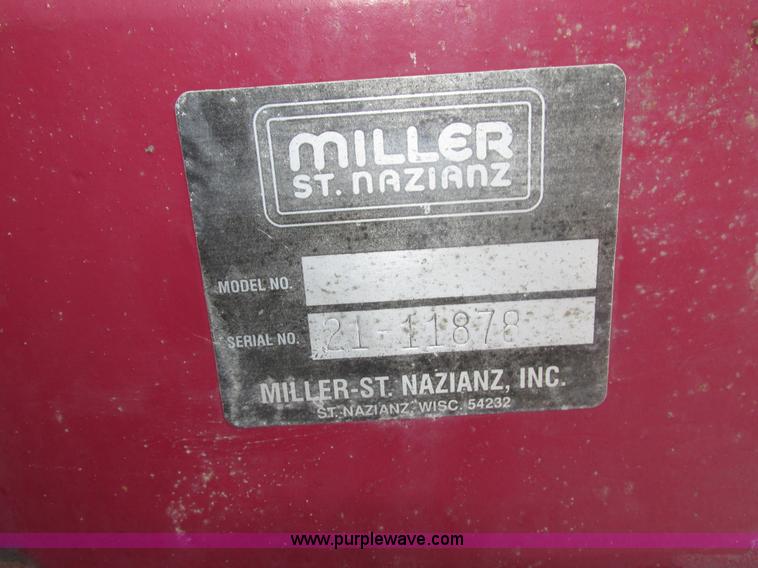 MILLER
ST. NAZIANZ
MODEL NO.
SERIAL NO. 21-11878
MILLER-ST. NAZIANZ, INC.
ST. NAZIANZ, WISC. 54232
www.purplewave.com